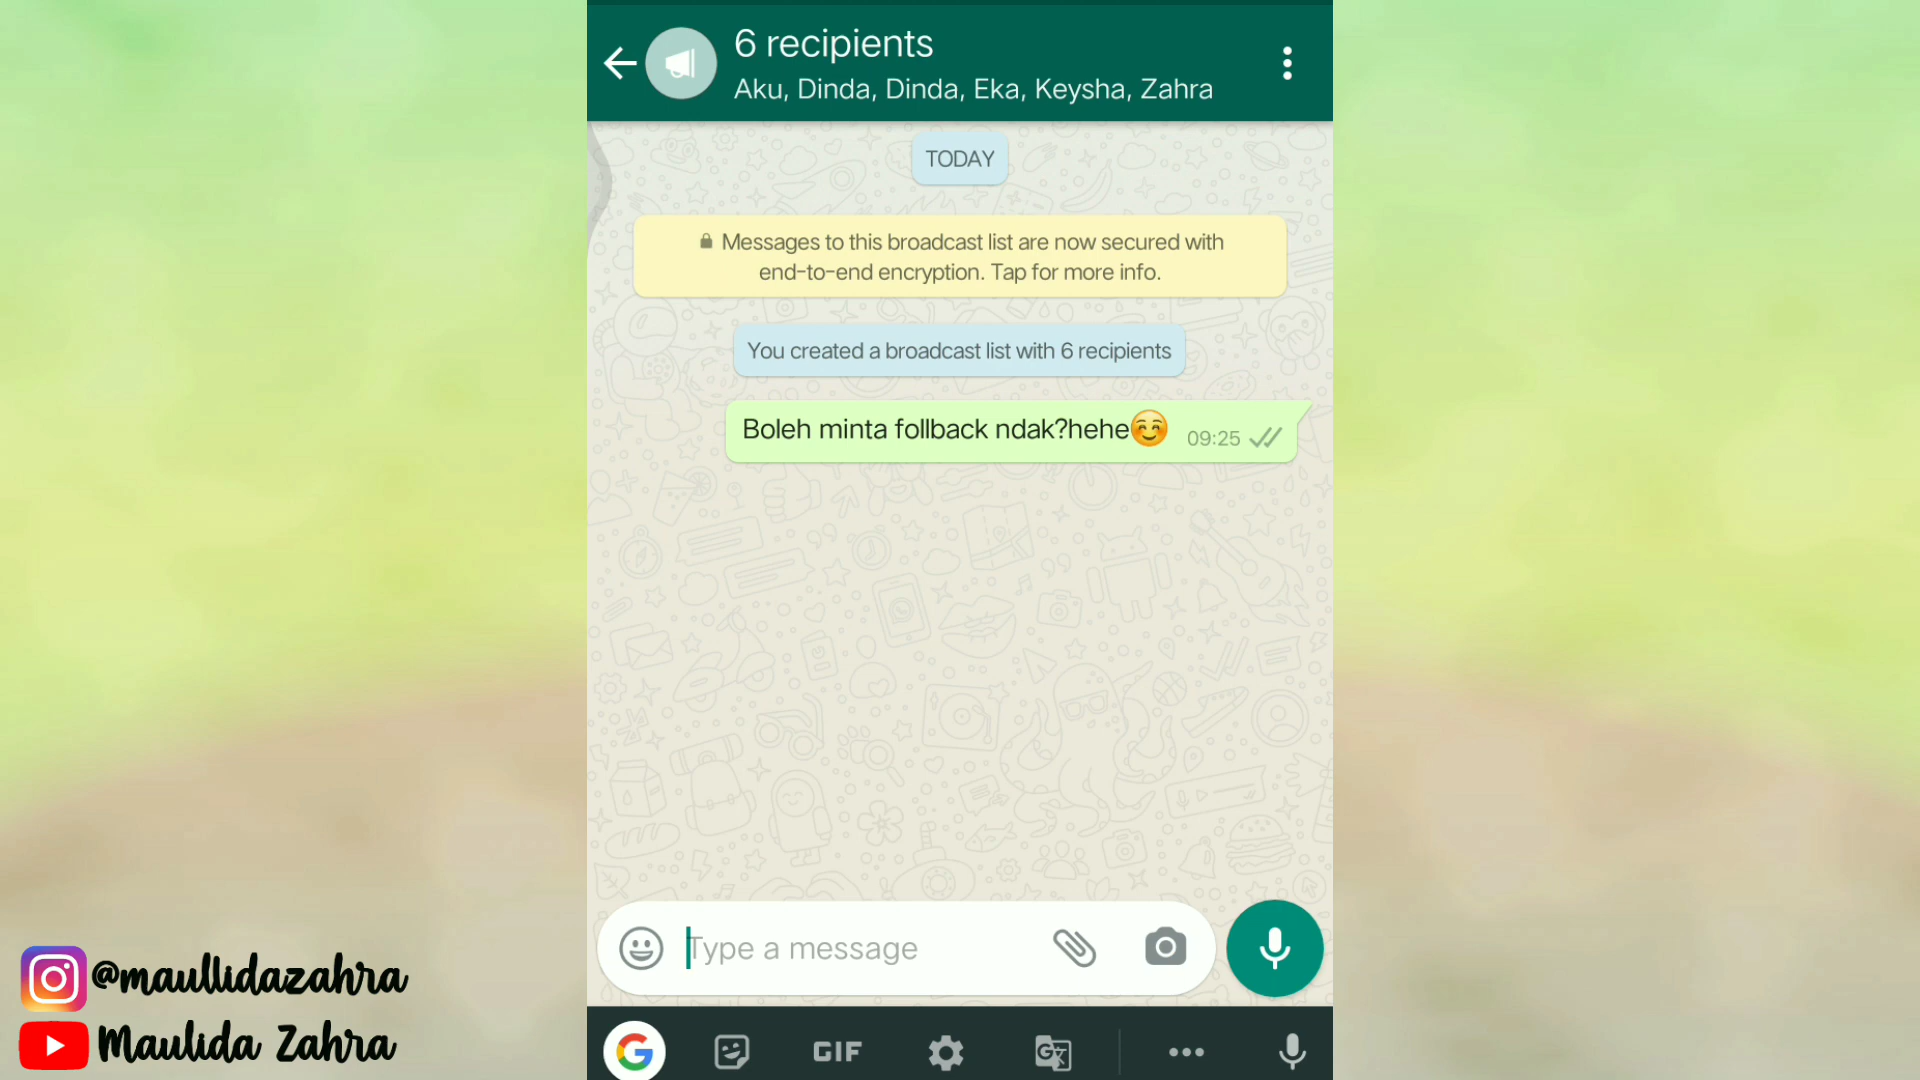 6 recipients
Aku, Dinda, Dinda, Eka, Keysha, Zahra
TODAY
Messages to this broadcast list are now secured with
end-to-end encryption. Tap for more info.
You created a broadcast list with 6 recipients
Boleh minta follback ndak?hehe☺️ 09:25
Type a message
@maullidazahra
Maulida Zahra
GIF